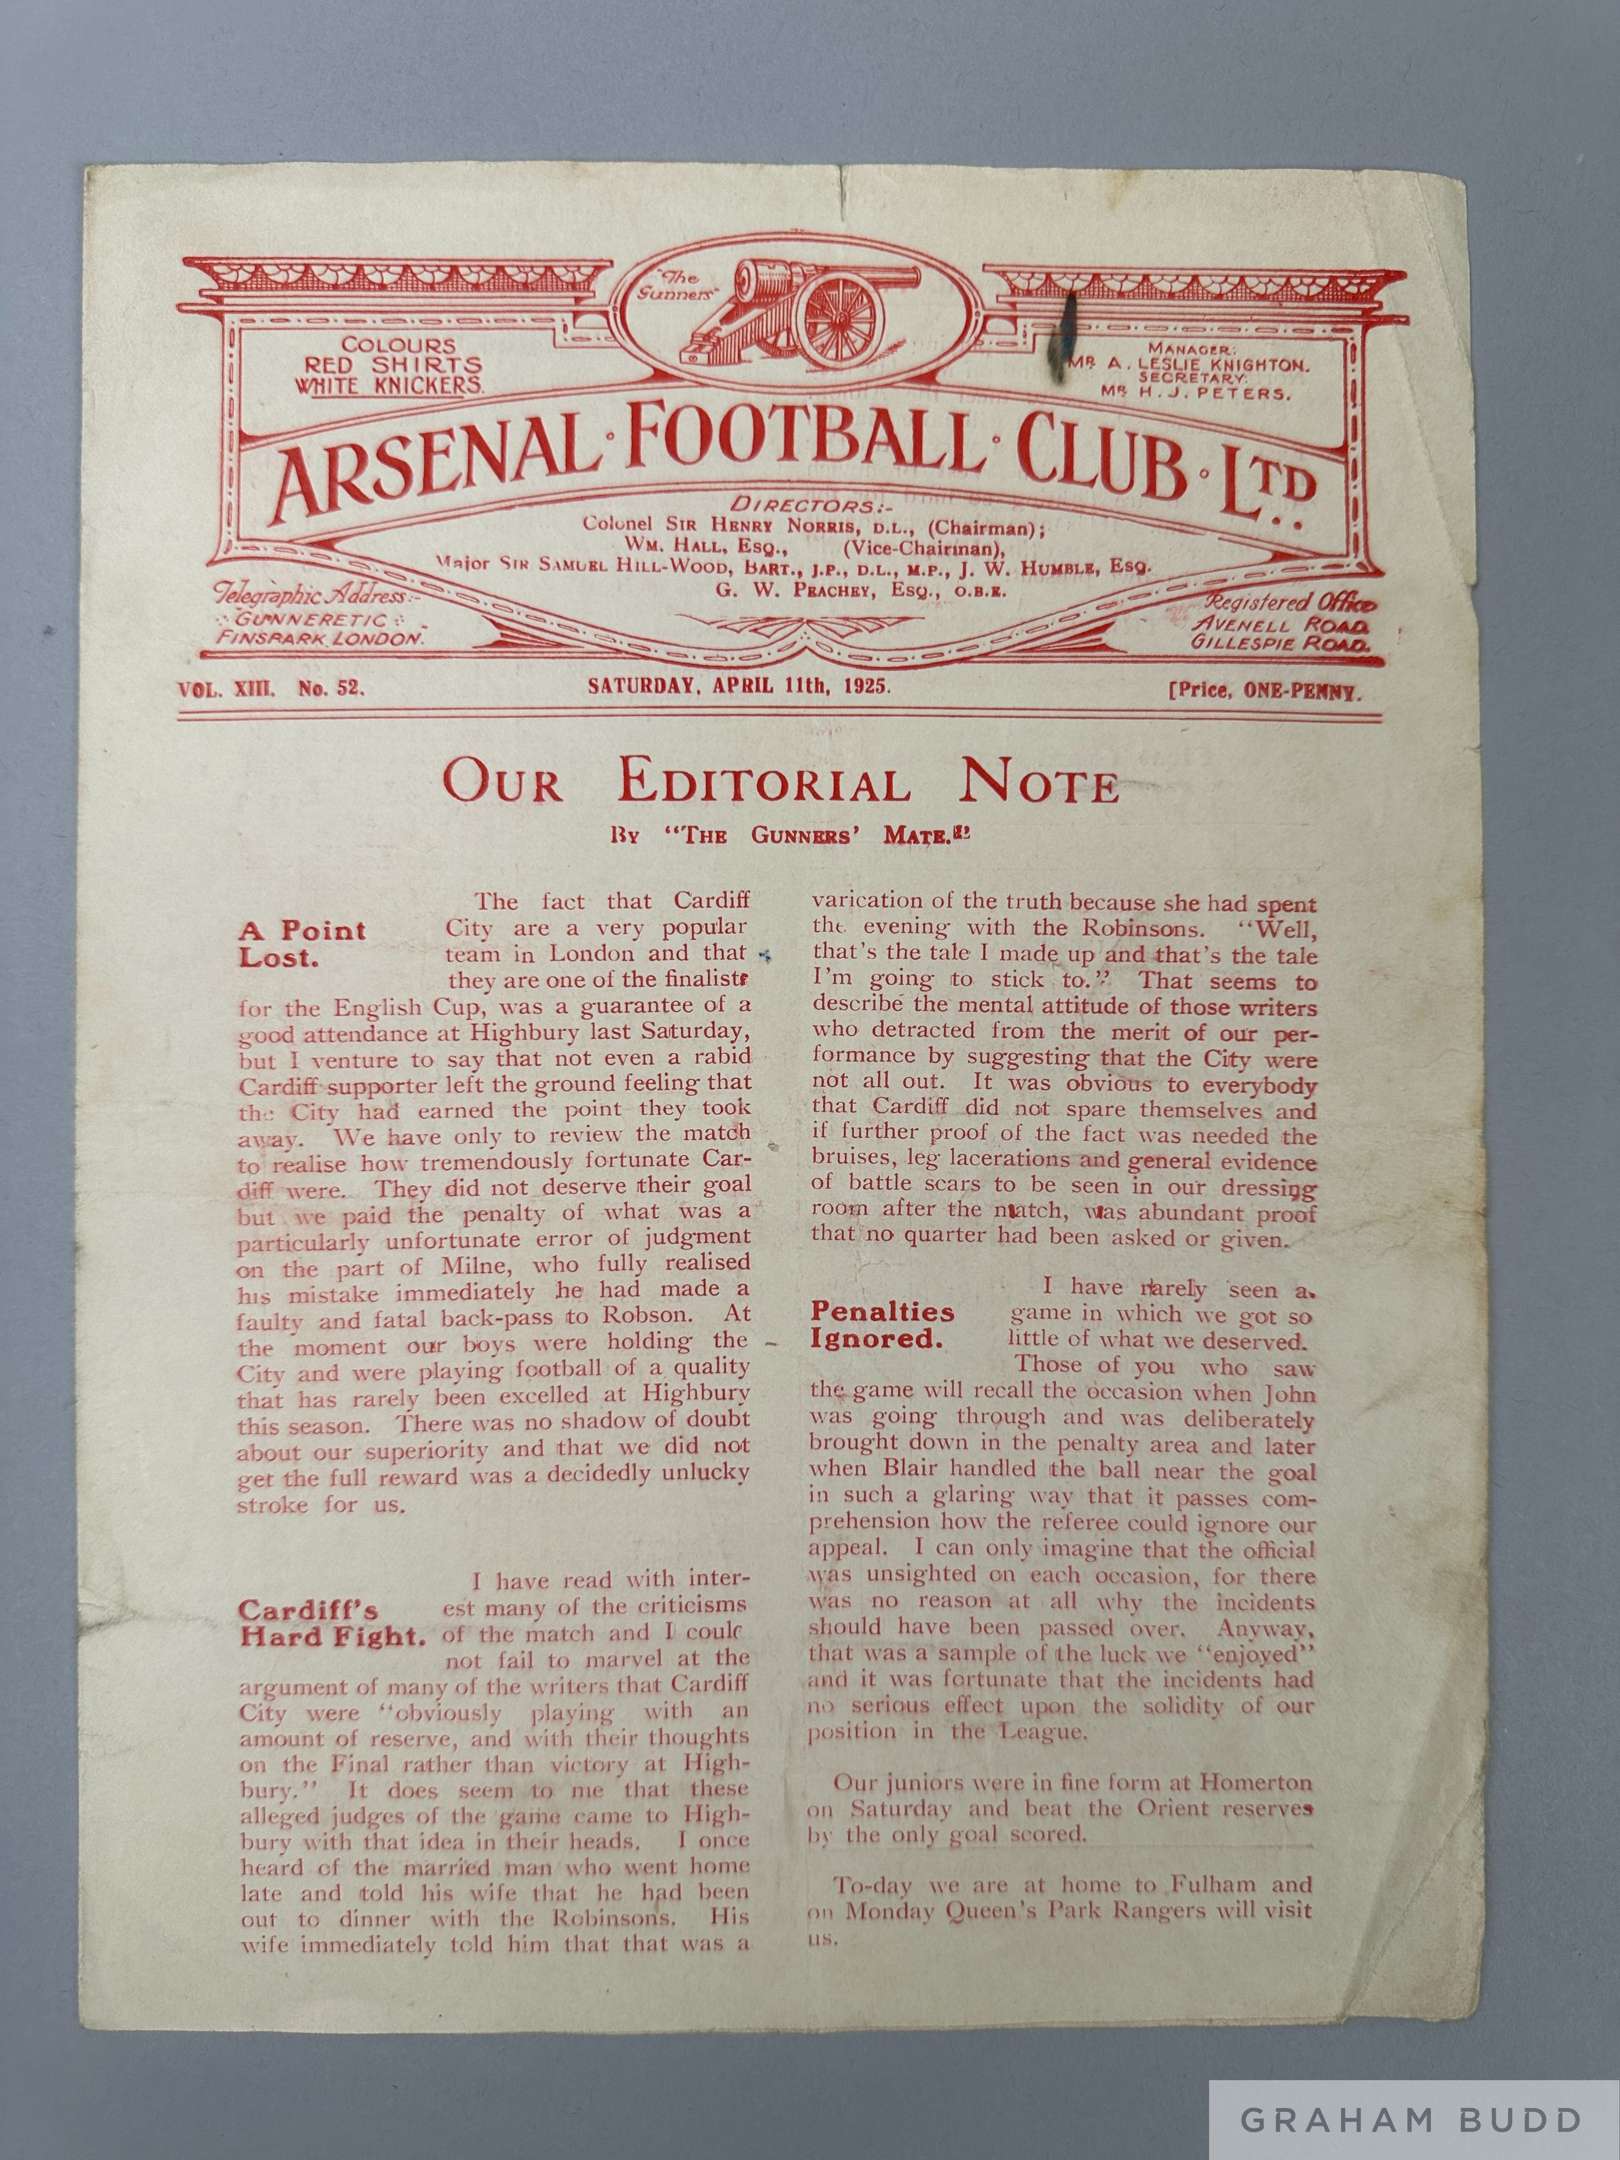 "The
Gunners"
COLOURS
RED SHIRTS
WHITE KNICKERS.
MANAGER:
MR A. LESLIE KNIGHTON.
SECRETARY:
MR H. J. PETERS.
ARSENAL · FOOTBALL · CLUB · LTD..
DIRECTORS:-
Colonel SIR HENRY NORRIS, D.L., (Chairman);
WM. HALL, ESQ., (Vice-Chairman),
Major SIR SAMUEL HILL-WOOD, BART., J.P., D.L., M.P., J. W. HUMBLE, ESQ.
G. W. PEACHEY, ESQ., O.B.E.
Telegraphic Address:-
"GUNNERETIC"
FINSPARK, LONDON.
Registered Office
AVENELL ROAD.
GILLESPIE ROAD.
VOL. XIII. No. 52.
SATURDAY, APRIL 11th, 1925.
[Price, ONE-PENNY.
OUR EDITORIAL NOTE
BY "THE GUNNERS' MATE."
A Point
Lost.
The fact that Cardiff
City are a very popular
team in London and that
they are one of the finalists
for the English Cup, was a guarantee of a
good attendance at Highbury last Saturday,
but I venture to say that not even a rabid
Cardiff supporter left the ground feeling that
the City had earned the point they took
away. We have only to review the match
to realise how tremendously fortunate Car-
diff were. They did not deserve their goal
but we paid the penalty of what was a
particularly unfortunate error of judgment
on the part of Milne, who fully realised
his mistake immediately he had made a
faulty and fatal back-pass to Robson. At
the moment our boys were holding the
City and were playing football of a quality
that has rarely been excelled at Highbury
this season. There was no shadow of doubt
about our superiority and that we did not
get the full reward was a decidedly unlucky
stroke for us.
Cardiff's
Hard Fight.
I have read with inter-
est many of the criticisms
of the match and I could
not fail to marvel at the
argument of many of the writers that Cardiff
City were "obviously playing with an
amount of reserve, and with their thoughts
on the Final rather than victory at High-
bury." It does seem to me that these
alleged judges of the game came to High-
bury with that idea in their heads. I once
heard of the married man who went home
late and told his wife that he had been
out to dinner with the Robinsons. His
wife immediately told him that that was a
varication of the truth because she had spent
the evening with the Robinsons. "Well,
that's the tale I made up and that's the tale
I'm going to stick to." That seems to
describe the mental attitude of those writers
who detracted from the merit of our per-
formance by suggesting that the City were
not all out. It was obvious to everybody
that Cardiff did not spare themselves and
if further proof of the fact was needed the
bruises, leg lacerations and general evidence
of battle scars to be seen in our dressing
room after the match, was abundant proof
that no quarter had been asked or given.
Penalties
Ignored.
I have rarely seen a
game in which we got so
little of what we deserved.
Those of you who saw
the game will recall the occasion when John
was going through and was deliberately
brought down in the penalty area and later
when Blair handled the ball near the goal
in such a glaring way that it passes com-
prehension how the referee could ignore our
appeal. I can only imagine that the official
was unsighted on each occasion, for there
was no reason at all why the incidents
should have been passed over. Anyway,
that was a sample of the luck we "enjoyed"
and it was fortunate that the incidents had
no serious effect upon the solidity of our
position in the League.
Our juniors were in fine form at Homerton
on Saturday and beat the Orient reserves
by the only goal scored.
To-day we are at home to Fulham and
on Monday Queen's Park Rangers will visit
us.
GRAHAM BUDD